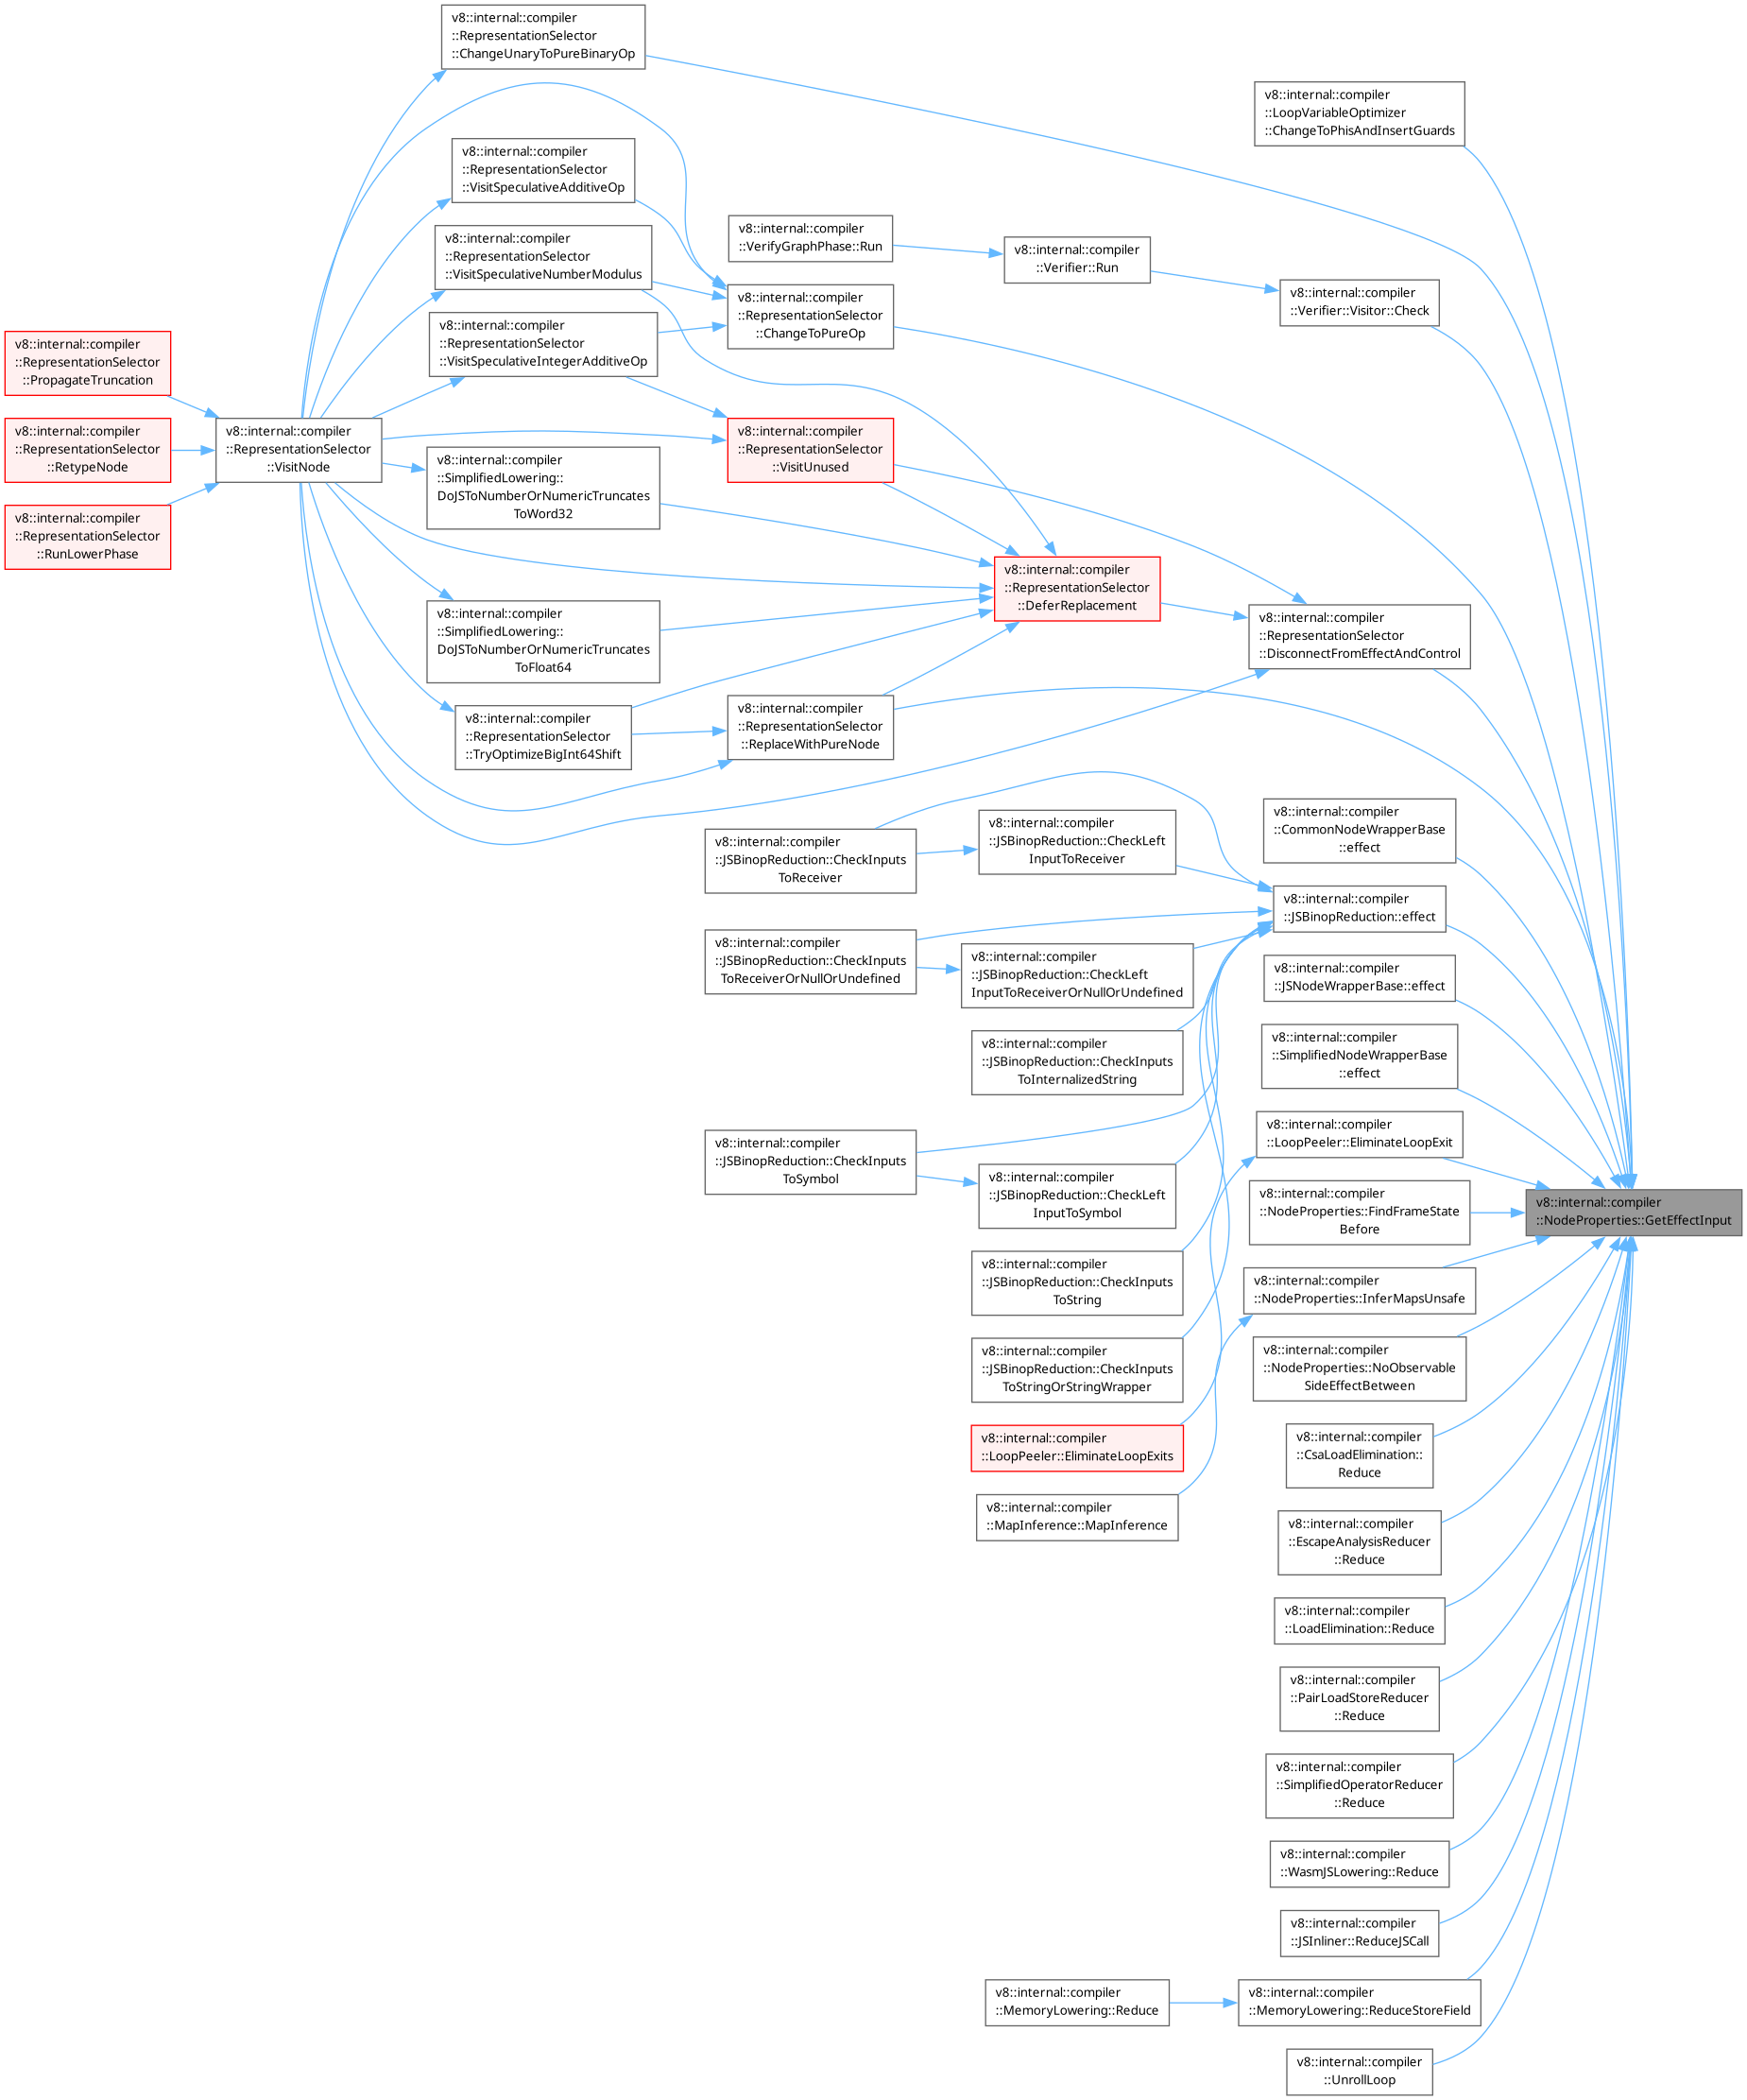 v8::internal::compiler
::RepresentationSelector
::ChangeUnaryToPureBinaryOp
v8::internal::compiler
::LoopVariableOptimizer
::ChangeToPhisAndInsertGuards
v8::internal::compiler
::RepresentationSelector
::VisitSpeculativeAdditiveOp
v8::internal::compiler
::VerifyGraphPhase::Run
v8::internal::compiler
::RepresentationSelector
::VisitSpeculativeNumberModulus
v8::internal::compiler
::Verifier::Run
v8::internal::compiler
::Verifier::Visitor::Check
v8::internal::compiler
::RepresentationSelector
::ChangeToPureOp
v8::internal::compiler
::RepresentationSelector
::VisitSpeculativeIntegerAdditiveOp
v8::internal::compiler
::RepresentationSelector
::PropagateTruncation
v8::internal::compiler
::RepresentationSelector
::RetypeNode
v8::internal::compiler
::RepresentationSelector
::VisitNode
v8::internal::compiler
::RepresentationSelector
::VisitUnused
v8::internal::compiler
::SimplifiedLowering::
DoJSToNumberOrNumericTruncates
ToWord32
v8::internal::compiler
::RepresentationSelector
::RunLowerPhase
v8::internal::compiler
::RepresentationSelector
::DeferReplacement
v8::internal::compiler
::SimplifiedLowering::
DoJSToNumberOrNumericTruncates
ToFloat64
v8::internal::compiler
::RepresentationSelector
::DisconnectFromEffectAndControl
v8::internal::compiler
::RepresentationSelector
::TryOptimizeBigInt64Shift
v8::internal::compiler
::RepresentationSelector
::ReplaceWithPureNode
v8::internal::compiler
::CommonNodeWrapperBase
::effect
v8::internal::compiler
::JSBinopReduction::CheckInputs
ToReceiver
v8::internal::compiler
::JSBinopReduction::CheckLeft
InputToReceiver
v8::internal::compiler
::JSBinopReduction::effect
v8::internal::compiler
::JSBinopReduction::CheckInputs
ToReceiverOrNullOrUndefined
v8::internal::compiler
::JSBinopReduction::CheckLeft
InputToReceiverOrNullOrUndefined
v8::internal::compiler
::JSNodeWrapperBase::effect
v8::internal::compiler
::JSBinopReduction::CheckInputs
ToInternalizedString
v8::internal::compiler
::SimplifiedNodeWrapperBase
::effect
v8::internal::compiler
::JSBinopReduction::CheckInputs
ToSymbol
v8::internal::compiler
::JSBinopReduction::CheckLeft
InputToSymbol
v8::internal::compiler
::LoopPeeler::EliminateLoopExit
v8::internal::compiler
::NodeProperties::FindFrameState
Before
v8::internal::compiler
::NodeProperties::GetEffectInput
v8::internal::compiler
::JSBinopReduction::CheckInputs
ToString
v8::internal::compiler
::NodeProperties::InferMapsUnsafe
v8::internal::compiler
::JSBinopReduction::CheckInputs
ToStringOrStringWrapper
v8::internal::compiler
::NodeProperties::NoObservable
SideEffectBetween
v8::internal::compiler
::LoopPeeler::EliminateLoopExits
v8::internal::compiler
::CsaLoadElimination::
Reduce
v8::internal::compiler
::MapInference::MapInference
v8::internal::compiler
::EscapeAnalysisReducer
::Reduce
v8::internal::compiler
::LoadElimination::Reduce
v8::internal::compiler
::PairLoadStoreReducer
::Reduce
v8::internal::compiler
::SimplifiedOperatorReducer
::Reduce
v8::internal::compiler
::WasmJSLowering::Reduce
v8::internal::compiler
::JSInliner::ReduceJSCall
v8::internal::compiler
::MemoryLowering::Reduce
v8::internal::compiler
::MemoryLowering::ReduceStoreField
v8::internal::compiler
::UnrollLoop